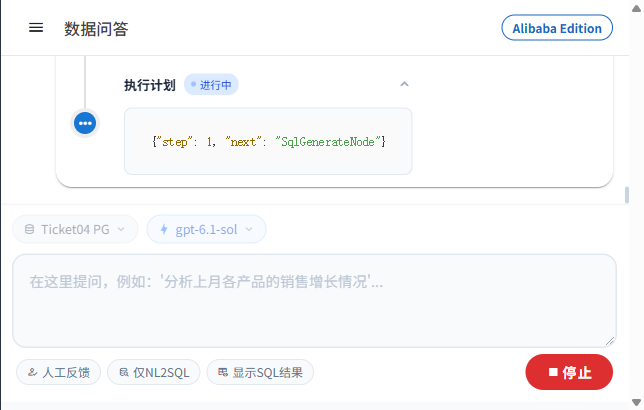 数据问答
Alibaba Edition
执行计划
进行中
{"step": 1, "next": "SqlGenerateNode"}
Ticket04 PG
gpt-6.1-sol
在这里提问，例如：'分析上月各产品的销售增长情况'...
人工反馈
仅NL2SQL
显示SQL结果
停止